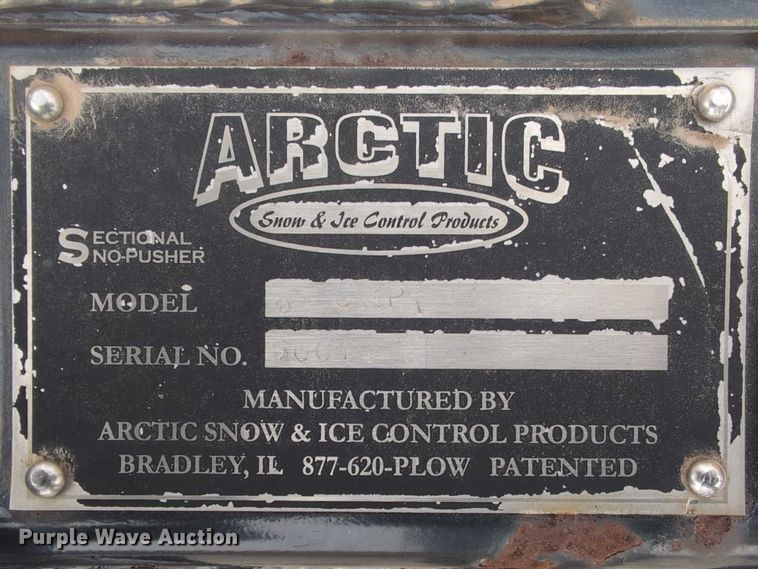 ARCTIC
Snow & Ice Control Products
SECTIONAL
SNO-PUSHER
MODEL
SERIAL NO.
MANUFACTURED BY
ARCTIC SNOW & ICE CONTROL PRODUCTS
BRADLEY, IL 877-620-PLOW PATENTED
Purple Wave Auction